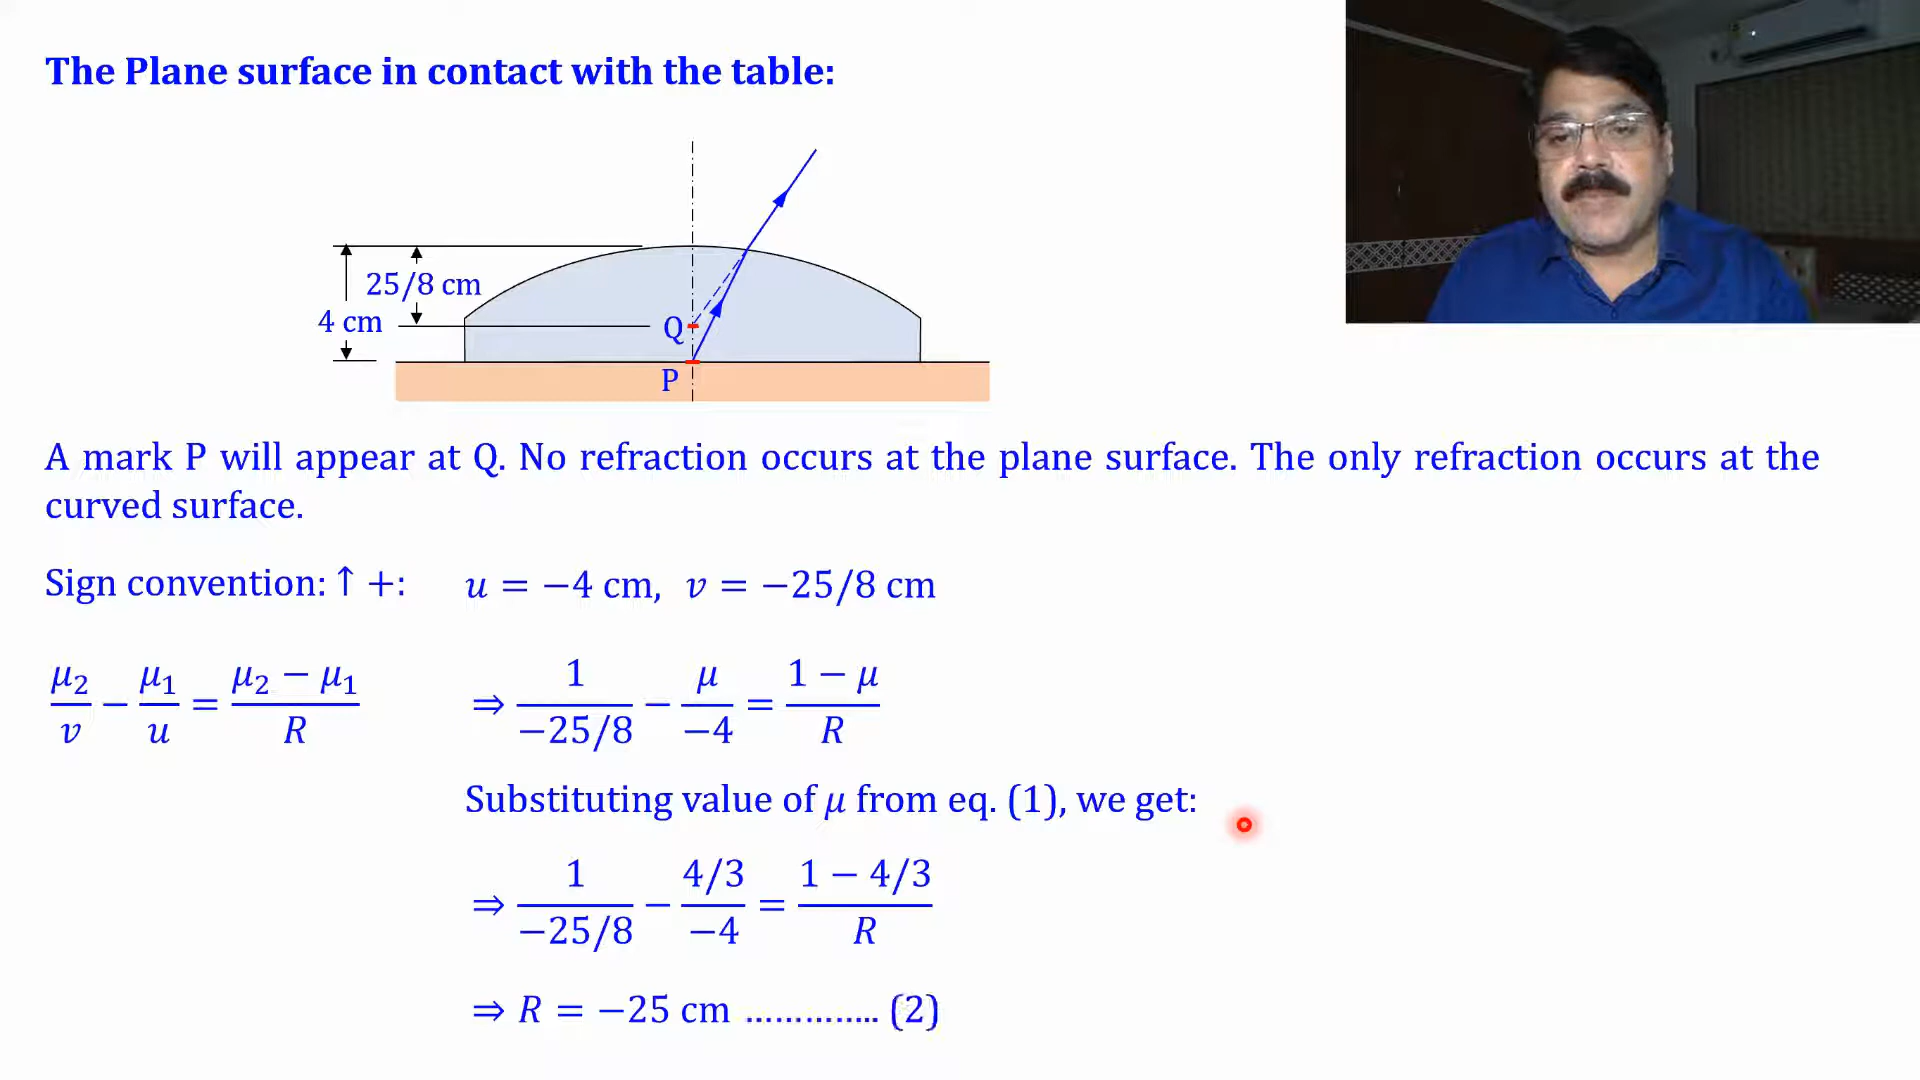 The Plane surface in contact with the table:
25/8 cm
4 cm
Q
P
A mark P will appear at Q. No refraction occurs at the plane surface. The only refraction occurs at the
curved surface.
Sign convention: ↑ +: u = −4 cm, v = −25/8 cm
μ₂/v − μ₁/u = (μ₂ − μ₁)/R ⇒ 1/(−25/8) − μ/(−4) = (1 − μ)/R
Substituting value of μ from eq. (1), we get:
⇒ 1/(−25/8) − (4/3)/(−4) = (1 − 4/3)/R
⇒ R = −25 cm ………….. (2)